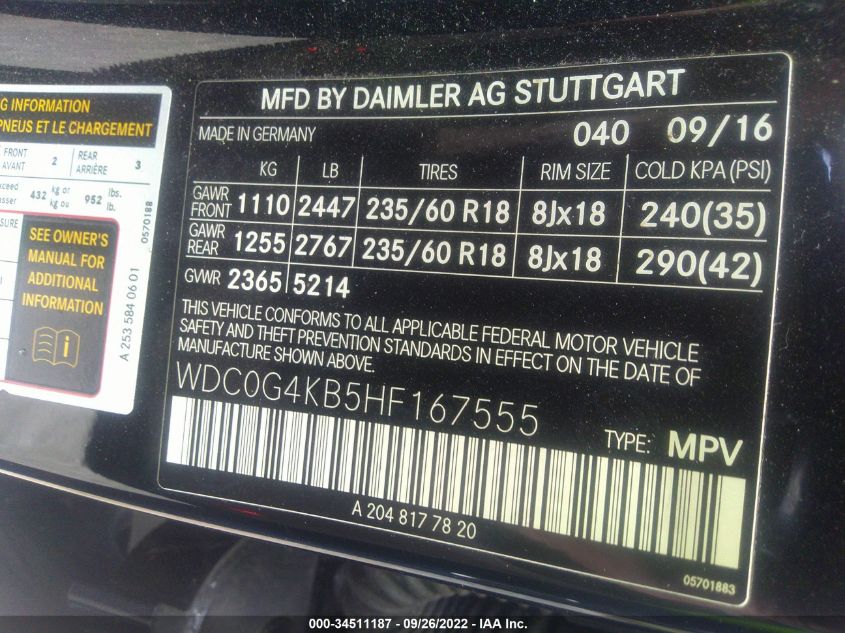 G INFORMATION
PNEUS ET LE CHARGEMENT
FRONT AVANT 2 REAR ARRIÈRE 3
432 kg or kg ou 952 lbs. lb.
0570188
SEE OWNER'S
MANUAL FOR
ADDITIONAL
INFORMATION
i
A 253 584 06 01
MFD BY DAIMLER AG STUTTGART
MADE IN GERMANY 040 09/16
KG LB TIRES RIM SIZE COLD KPA (PSI)
GAWR FRONT 1110 2447 235/60 R18 8Jx18 240(35)
GAWR REAR 1255 2767 235/60 R18 8Jx18 290(42)
GVWR 2365 5214
THIS VEHICLE CONFORMS TO ALL APPLICABLE FEDERAL MOTOR VEHICLE
SAFETY AND THEFT PREVENTION STANDARDS IN EFFECT ON THE DATE OF
MANUFACTURE SHOWN ABOVE.
WDC0G4KB5HF167555
TYPE: MPV
A 204 817 78 20
05701883
000-34511187 - 09/26/2022 - IAA Inc.